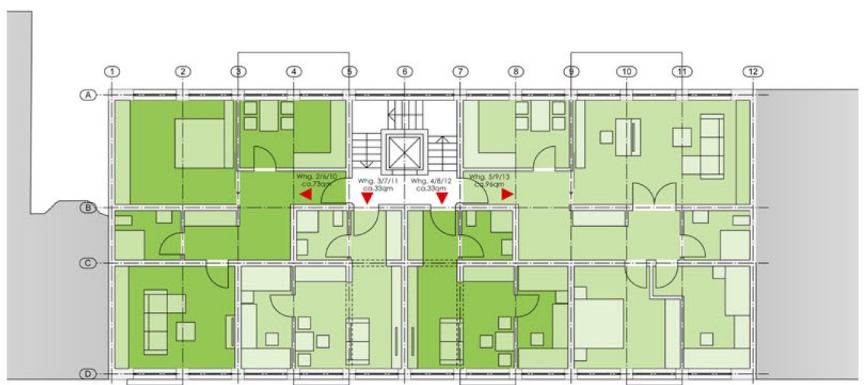 1 2 3 4 5 6 7 8 9 10 11 12
A
Whg. 2/6/10
ca.73qm
Whg. 3/7/11
ca.33qm
Whg. 4/8/12
ca.33qm
Whg. 5/9/13
ca.96qm
B
C
D